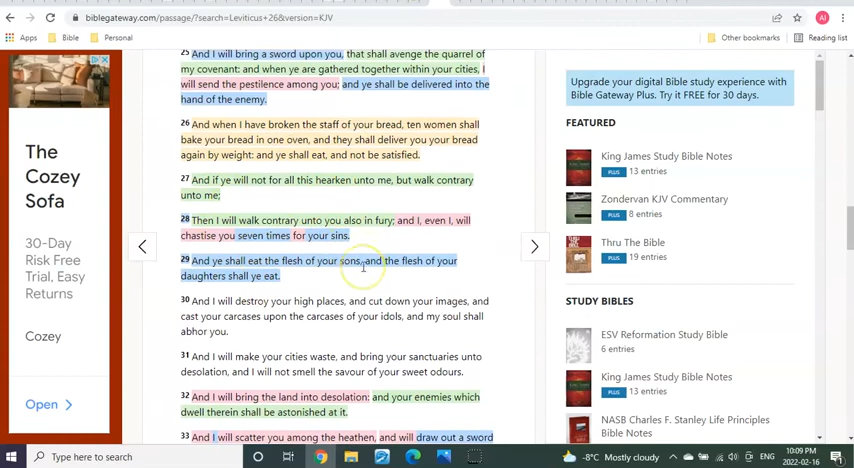 biblegateway.com/passage/?search=Leviticus+26&version=KJV
AI
Apps
Bible
Personal
Other bookmarks
Reading list
The
Cozey
Sofa
30-Day
Risk Free
Trial, Easy
Returns
Cozey
Open
25 And I will bring a sword upon you, that shall avenge the quarrel of
my covenant: and when ye are gathered together within your cities, I
will send the pestilence among you; and ye shall be delivered into the
hand of the enemy.
26 And when I have broken the staff of your bread, ten women shall
bake your bread in one oven, and they shall deliver you your bread
again by weight: and ye shall eat, and not be satisfied.
27 And if ye will not for all this hearken unto me, but walk contrary
unto me;
28 Then I will walk contrary unto you also in fury; and I, even I, will
chastise you seven times for your sins.
29 And ye shall eat the flesh of your sons, and the flesh of your
daughters shall ye eat.
30 And I will destroy your high places, and cut down your images, and
cast your carcases upon the carcases of your idols, and my soul shall
abhor you.
31 And I will make your cities waste, and bring your sanctuaries unto
desolation, and I will not smell the savour of your sweet odours.
32 And I will bring the land into desolation: and your enemies which
dwell therein shall be astonished at it.
33 And I will scatter you among the heathen, and will draw out a sword
Upgrade your digital Bible study experience with
Bible Gateway Plus. Try it FREE for 30 days.
FEATURED
King James Study Bible Notes
PLUS 13 entries
Zondervan KJV Commentary
PLUS 8 entries
Thru The Bible
PLUS 19 entries
STUDY BIBLES
ESV Reformation Study Bible
6 entries
King James Study Bible Notes
PLUS 13 entries
NASB Charles F. Stanley Life Principles
Bible Notes
Type here to search
-8°C Mostly cloudy
ENG
10:09 PM
2022-02-16